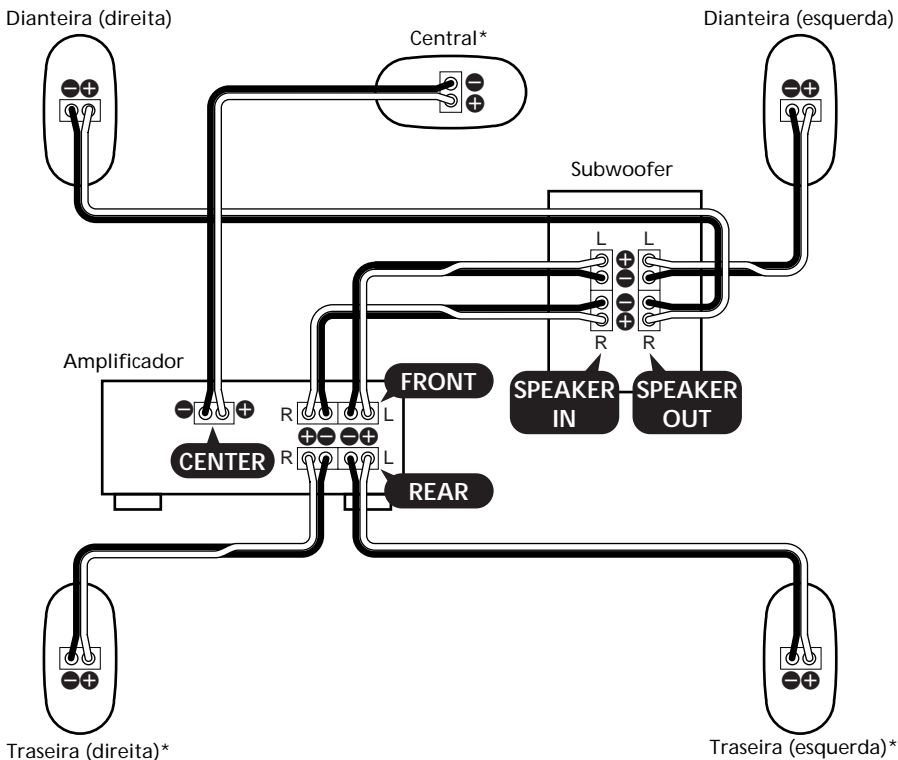 Dianteira (direita)
Dianteira (esquerda)
Central*
Subwoofer
L L
R R
SPEAKER
IN
SPEAKER
OUT
Amplificador
FRONT
R L
CENTER
R L
REAR
Traseira (direita)*
Traseira (esquerda)*